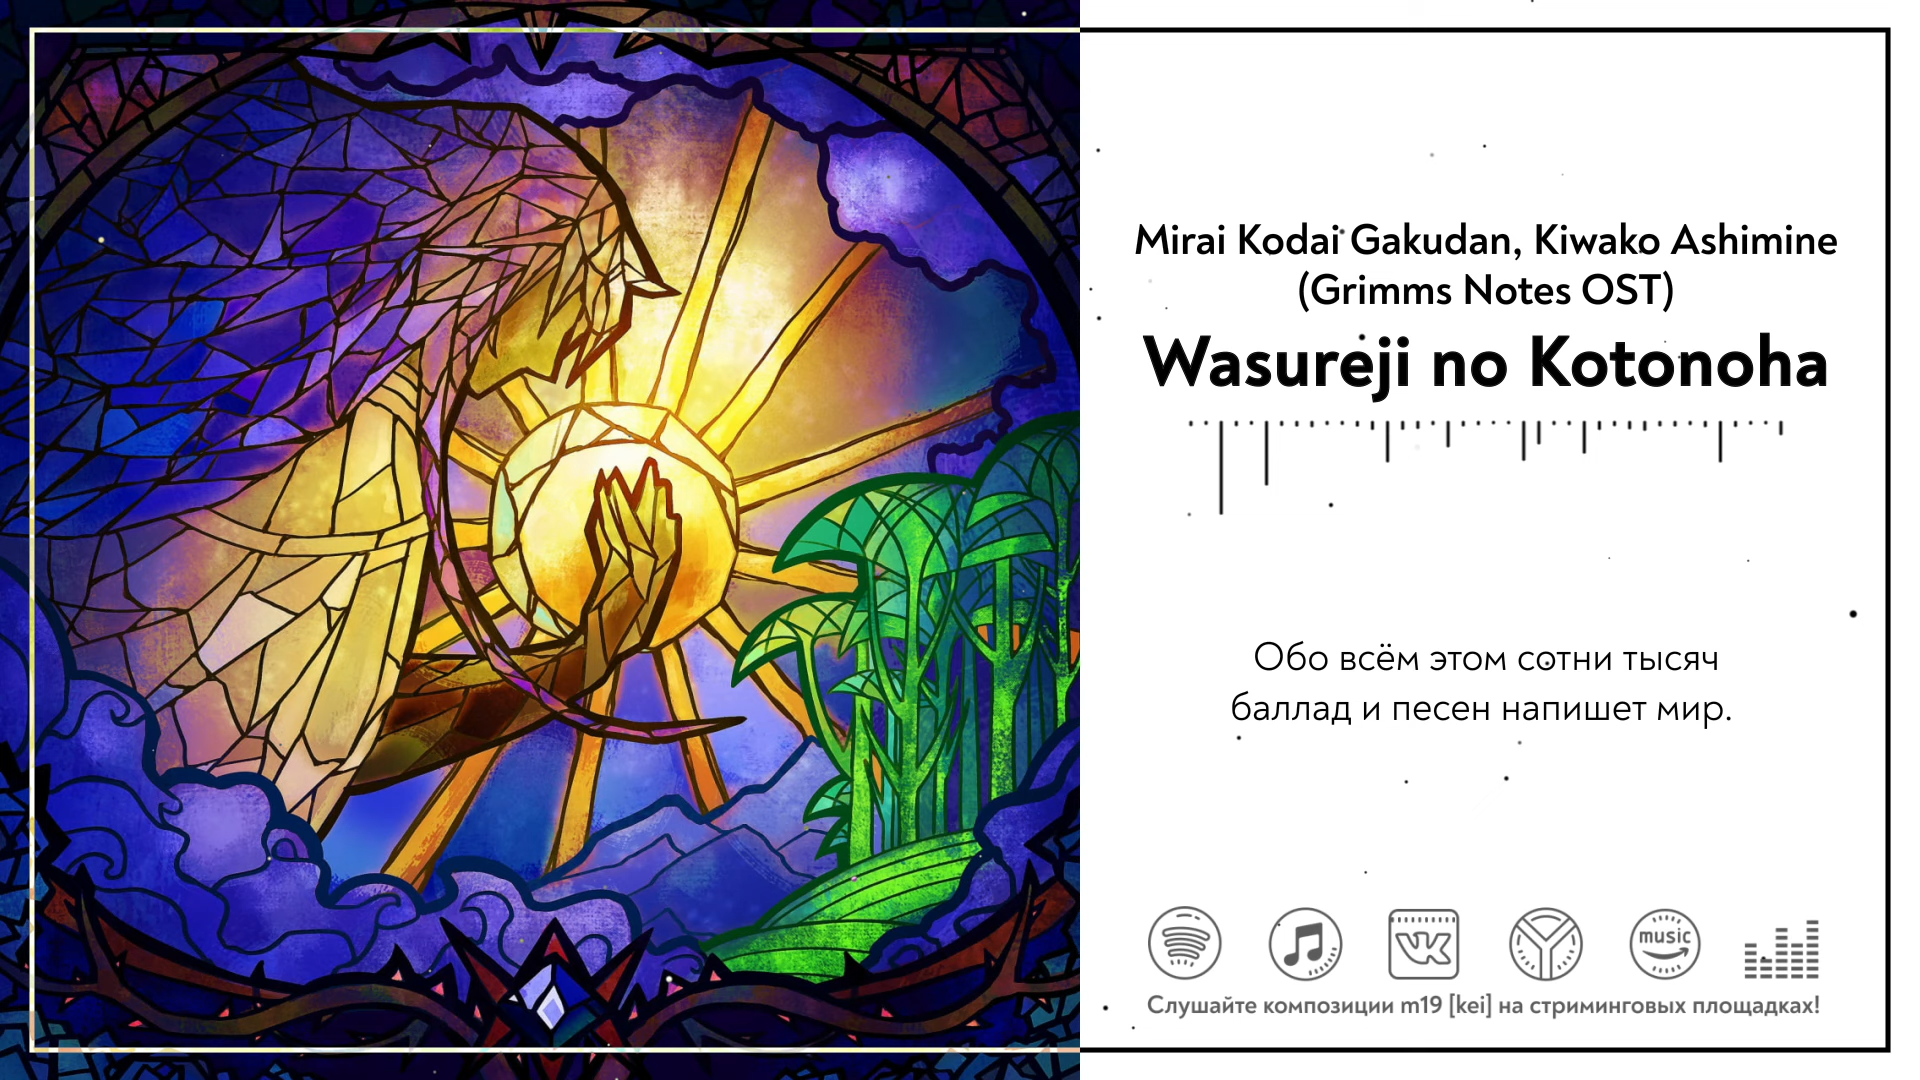 Mirai Kodai Gakudan, Kiwako Ashimine
(Grimms Notes OST)
Wasureji no Kotonoha
Обо всём этом сотни тысяч
баллад и песен напишет мир.
VK
music
Слушайте композиции m19 [kei] на стриминговых площадках!